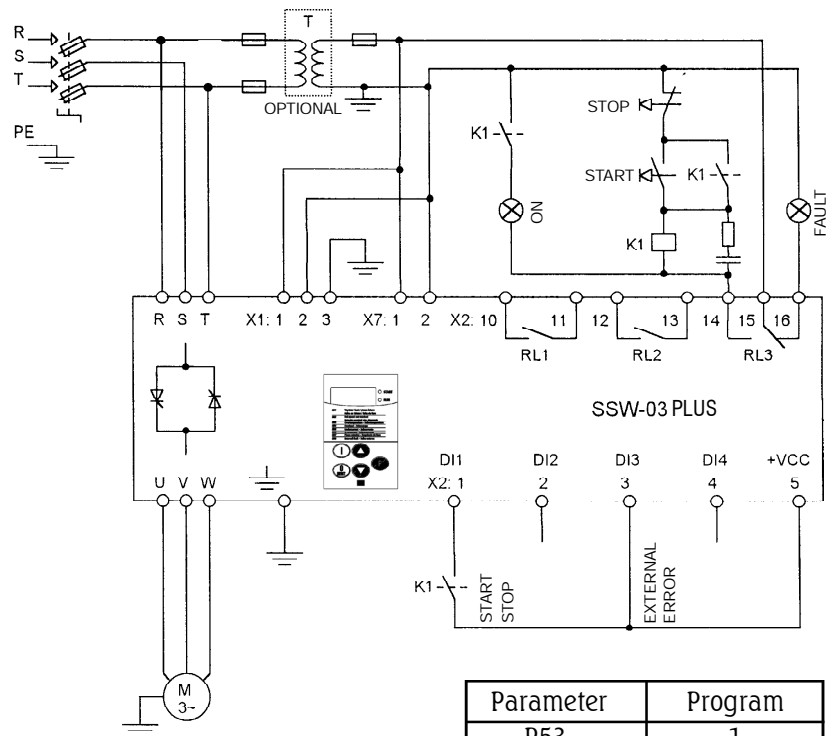 T
R
S
T
OPTIONAL
PE
STOP
K1
START
K1
ON
FAULT
K1
R S T X1: 1 2 3 X7: 1 2 X2: 10 11 12 13 14 15 16
RL1 RL2 RL3
SSW-03 PLUS
DI1 DI2 DI3 DI4 +VCC
U V W X2: 1 2 3 4 5
K1
START
STOP
EXTERNAL
ERROR
M
3~
Parameter Program
P53 1